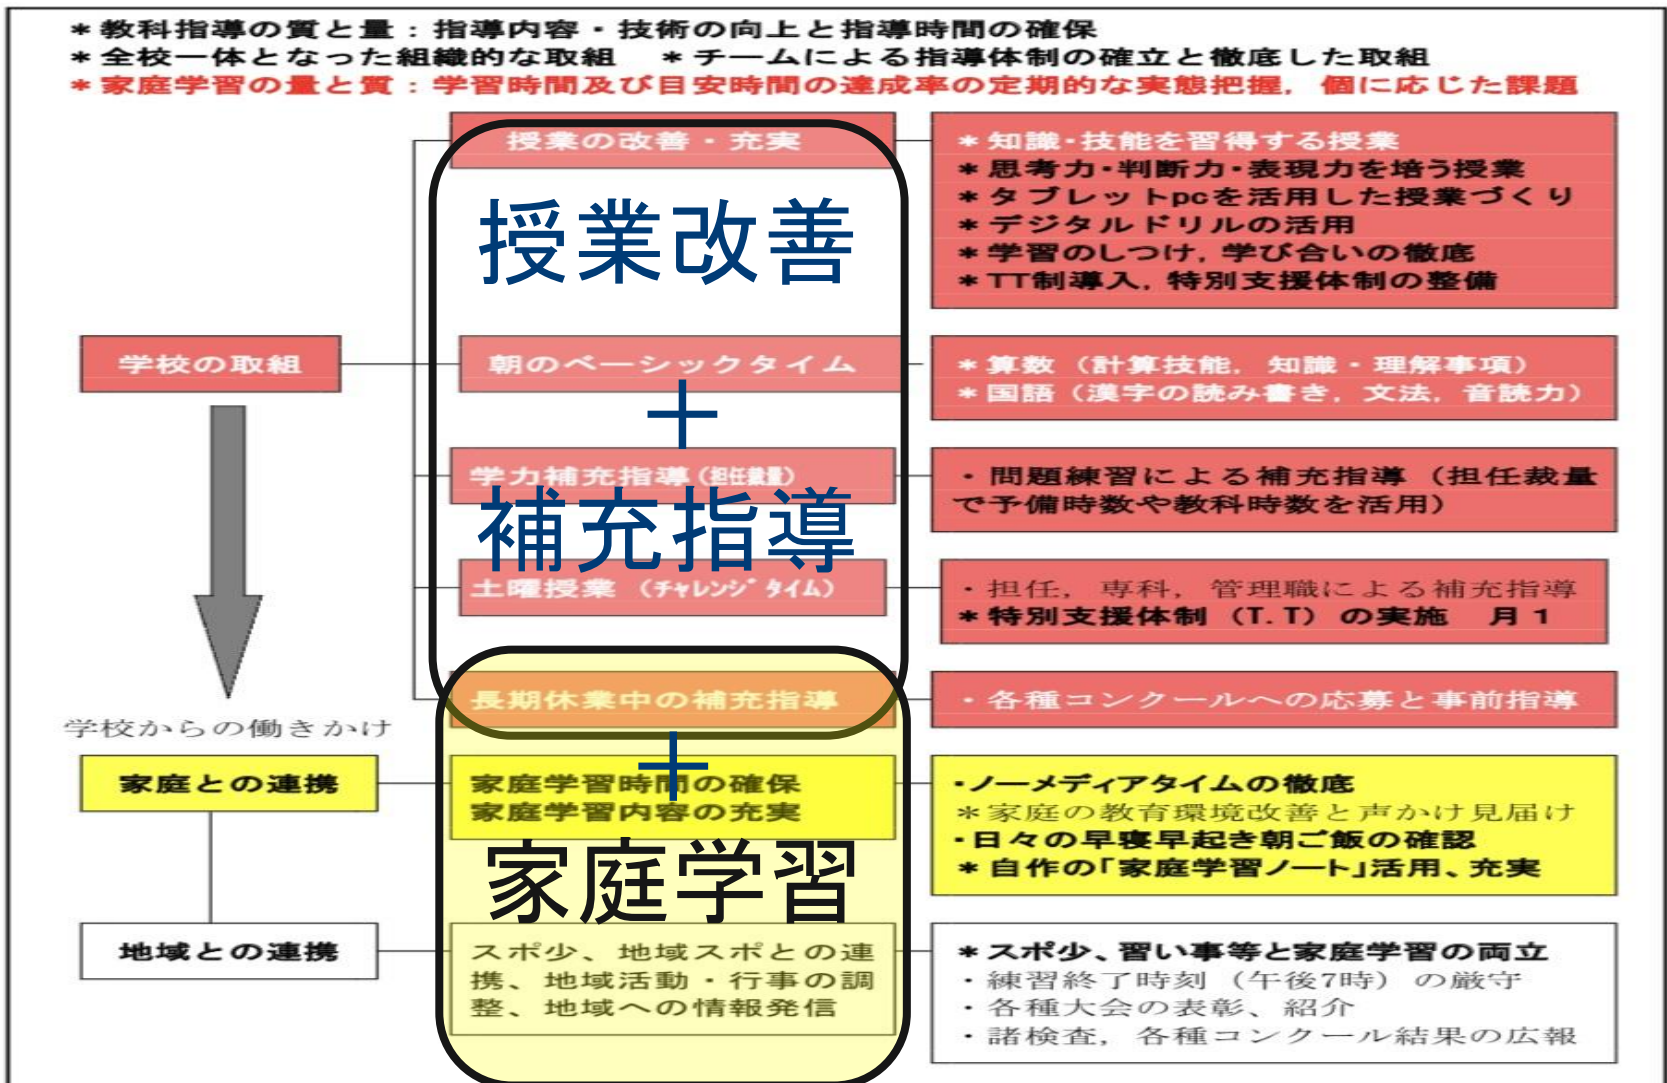 ＊教科指導の質と量：指導内容・技術の向上と指導時間の確保
＊全校一体となった組織的な取組　＊チームによる指導体制の確立と徹底した取組
＊家庭学習の量と質：学習時間及び目安時間の達成率の定期的な実態把握，個に応じた課題
授業の改善・充実
＊知識・技能を習得する授業
＊思考力・判断力・表現力を培う授業
＊タブレットpcを活用した授業づくり
＊デジタルドリルの活用
＊学習のしつけ，学び合いの徹底
＊TT制導入，特別支援体制の整備
授業改善
学校の取組
朝のベーシックタイム
＊算数（計算技能，知識・理解事項）
＊国語（漢字の読み書き，文法，音読力）
＋
学力補充指導（担任裁量）
・問題練習による補充指導（担任裁量
で予備時数や教科時数を活用）
補充指導
土曜授業（チャレンジタイム）
・担任，専科，管理職による補充指導
＊特別支援体制（T.T）の実施　月１
長期休業中の補充指導
・各種コンクールへの応募と事前指導
学校からの働きかけ
＋
家庭との連携
家庭学習時間の確保
家庭学習内容の充実
・ノーメディアタイムの徹底
＊家庭の教育環境改善と声かけ見届け
・日々の早寝早起き朝ご飯の確認
＊自作の「家庭学習ノート」活用、充実
家庭学習
地域との連携
スポ少、地域スポとの連
携、地域活動・行事の調
整、地域への情報発信
＊スポ少、習い事等と家庭学習の両立
・練習終了時刻（午後7時）の厳守
・各種大会の表彰、紹介
・諸検査，各種コンクール結果の広報